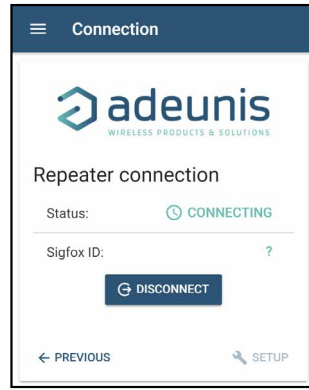 Connection
adeunis
WIRELESS PRODUCTS & SOLUTIONS
Repeater connection
Status: CONNECTING
Sigfox ID: ?
DISCONNECT
PREVIOUS SETUP